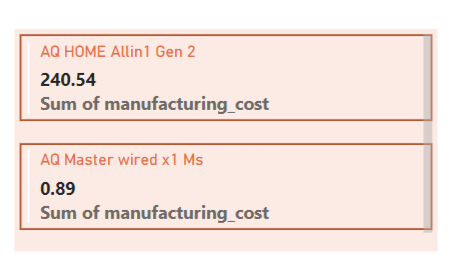 AQ HOME Allin1 Gen 2
240.54
Sum of manufacturing_cost
AQ Master wired x1 Ms
0.89
Sum of manufacturing_cost